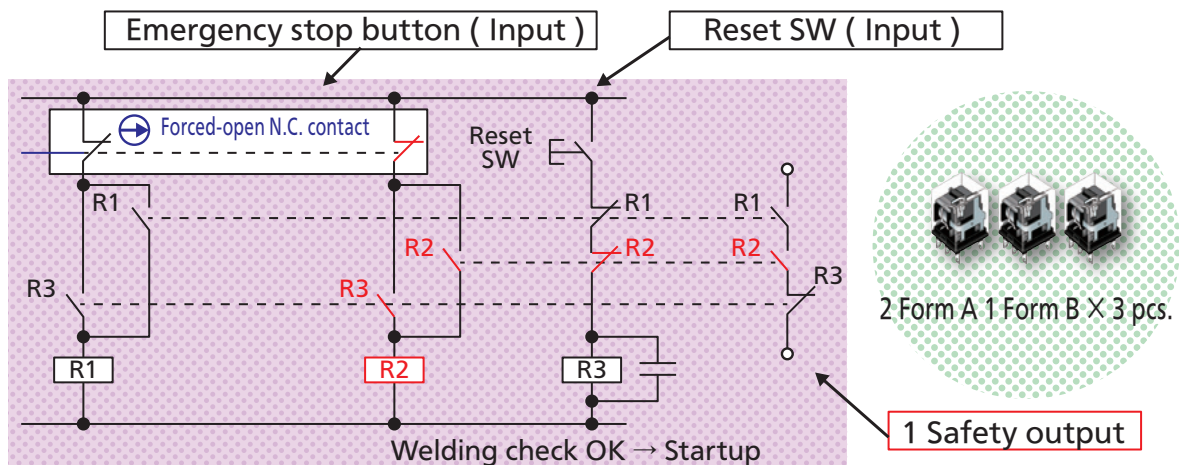 Emergency stop button ( Input )
Reset SW ( Input )
Forced-open N.C. contact
Reset
SW
R1
R1
R1
R2
R2
R2
R3
R3
R3
2 Form A 1 Form B X 3 pcs.
R1
R2
R3
1 Safety output
Welding check OK → Startup